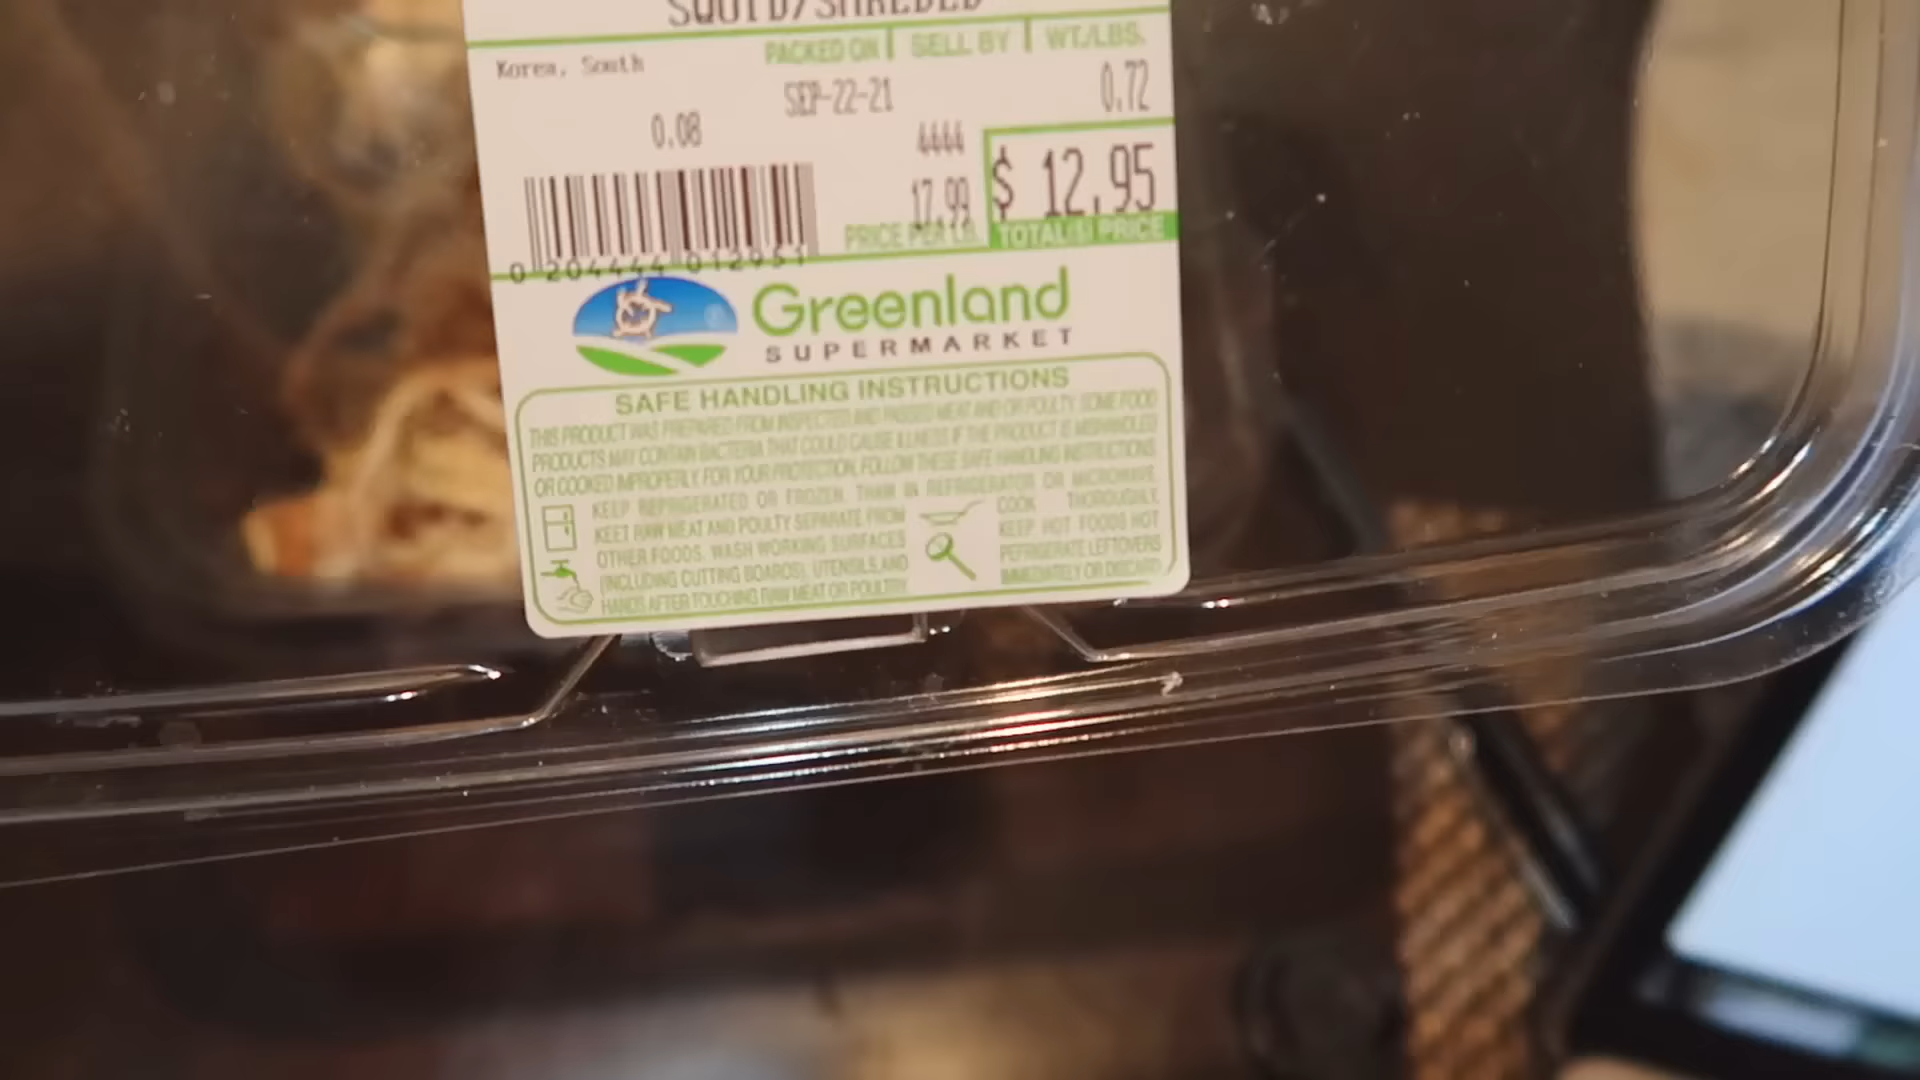 SQUID/SHREDED
Korea, South
PACKED ON SELL BY WT./LBS.
SEP-22-21 0.72
0.08
4444
17.99 $ 12.95
PRICE PER LB. TOTAL($) PRICE
0 204444 012951
Greenland
SUPERMARKET
SAFE HANDLING INSTRUCTIONS
THIS PRODUCT WAS PREPARED FROM INSPECTED AND PASSED MEAT AND OR POULTY. SOME FOOD
PRODUCTS MAY CONTAIN BACTERIA THAT COULD CAUSE ILLNESS IF THE PRODUCT IS MISHANDLED
OR COOKED IMPROPERLY. FOR YOUR PROTECTION, FOLLOW THESE SAFE HANDLING INSTRUCTIONS.
KEEP REFRIGERATED OR FROZEN. THAW IN REFRIGERATOR OR MICROWAVE.
KEET RAW MEAT AND POULTY SEPARATE FROM
OTHER FOODS. WASH WORKING SURFACES
(INCLUDING CUTTING BOARDS), UTENSILS, AND
HANDS AFTER TOUCHING RAW MEAT OR POULTRY.
COOK THOROUGHLY.
KEEP HOT FOODS HOT
PEFRIGERATE LEFTOVERS
IMMEDIATELY OR DISCARD.